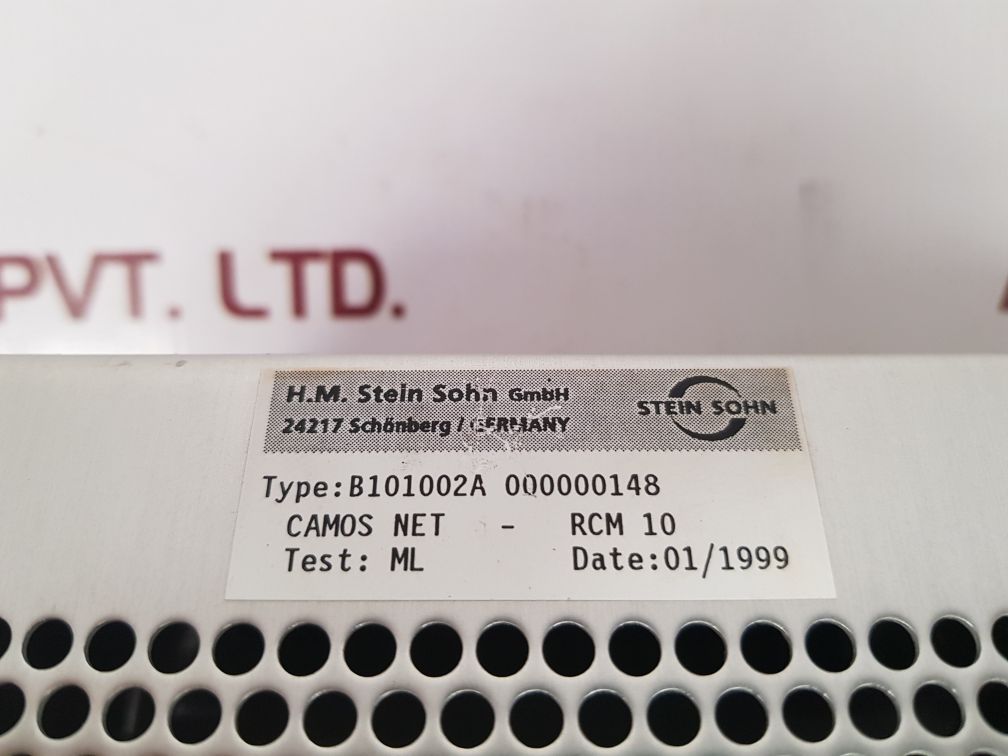 PVT. LTD.
H.M. Stein Sohn GmbH
24217 Schönberg / GERMANY
STEIN SOHN
Type:B101002A 000000148
CAMOS NET - RCM 10
Test: ML Date:01/1999